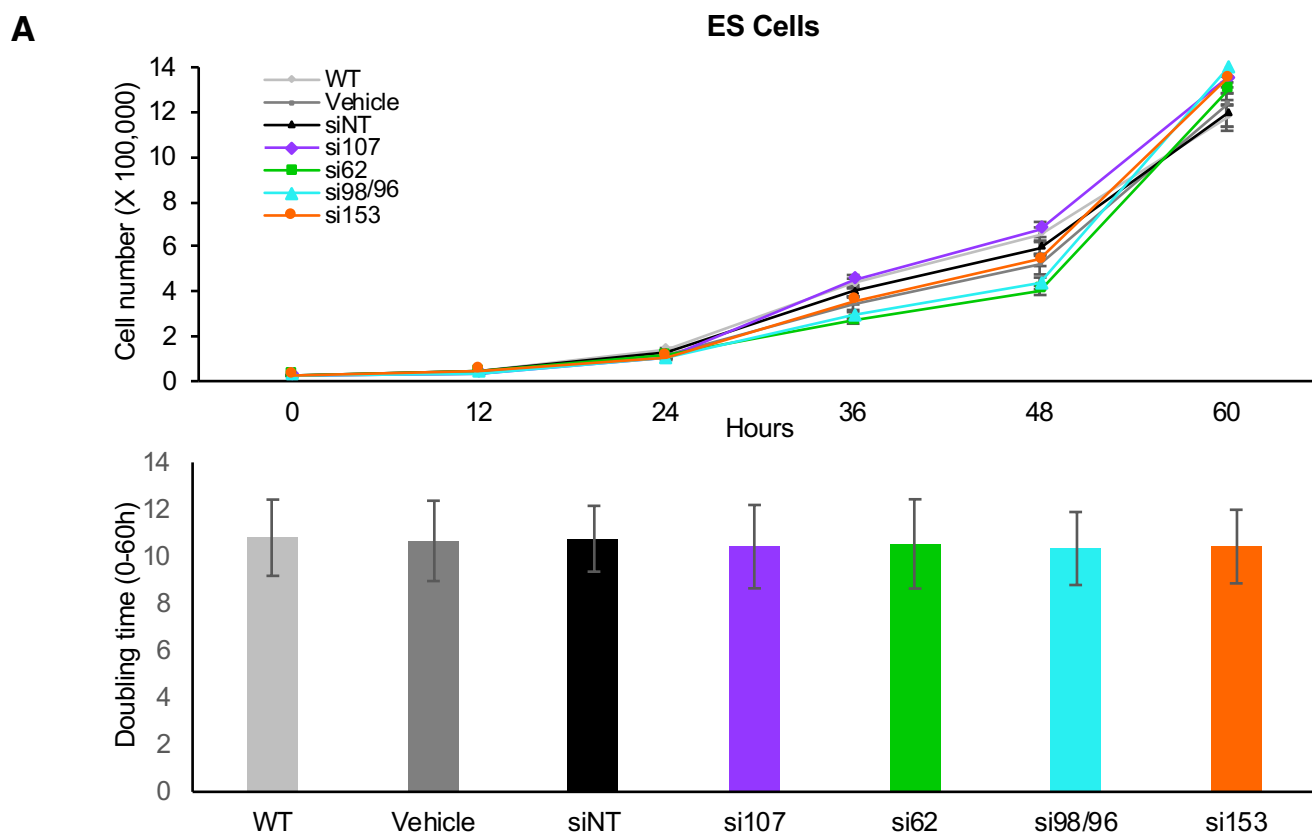 A
ES Cells
Cell number (X 100,000)
14
12
10
8
6
4
2
0
WT
Vehicle
siNT
si107
si62
si98/96
si153
0 12 24 36 48 60
Hours
Doubling time (0-60h)
14
12
10
8
6
4
2
0
WT Vehicle siNT si107 si62 si98/96 si153